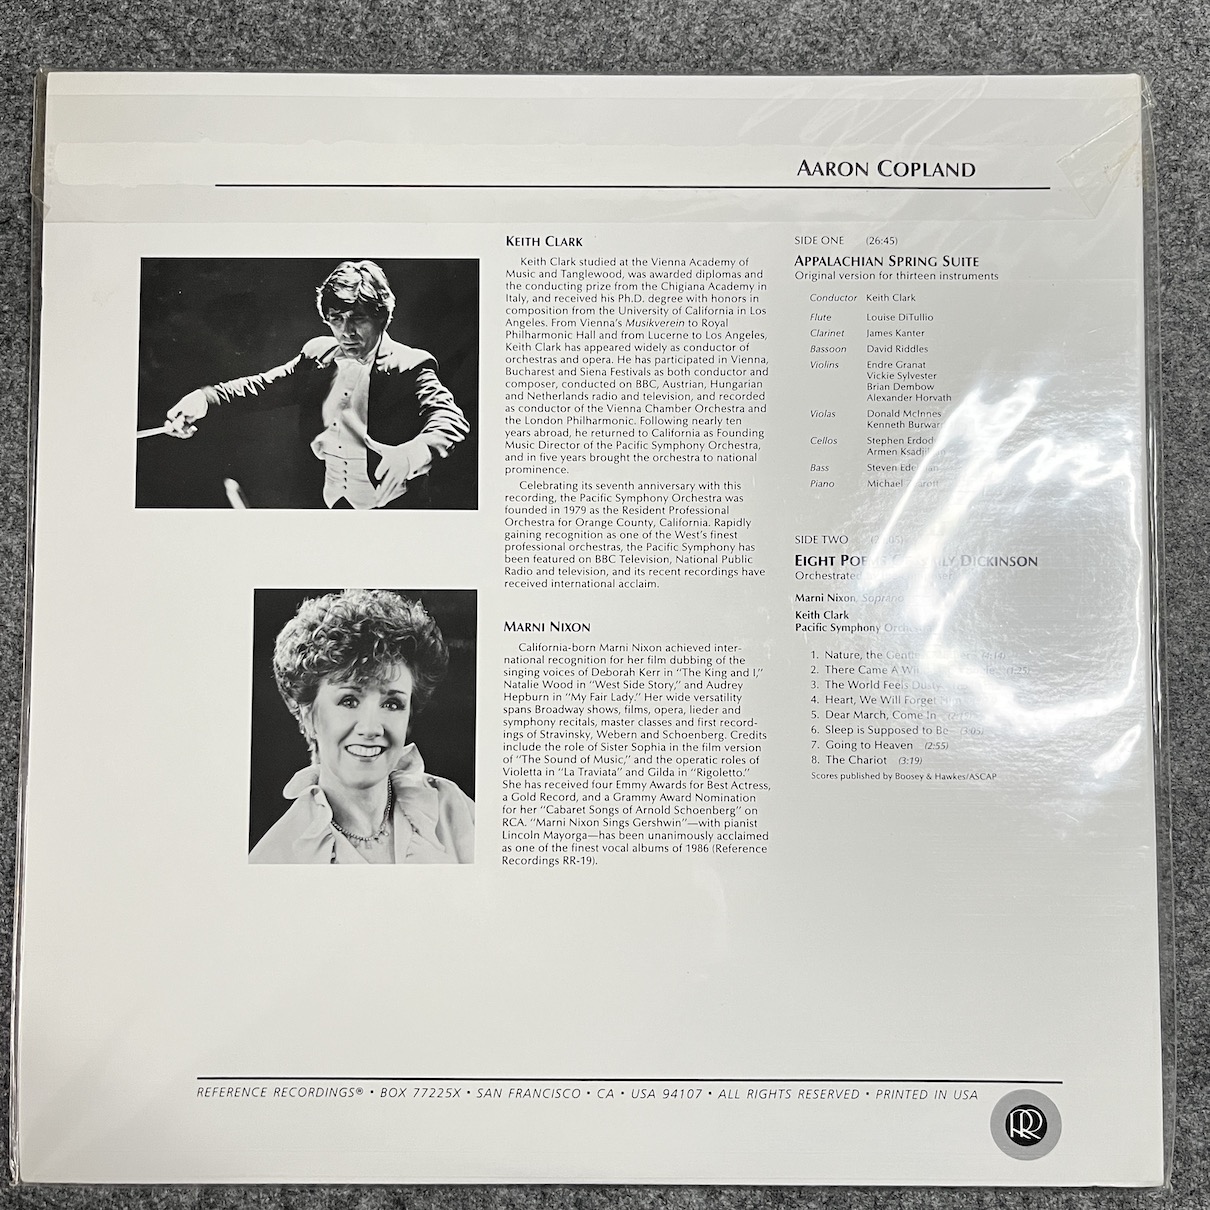 AARON COPLAND
KEITH CLARK
Keith Clark studied at the Vienna Academy of
Music and Tanglewood, was awarded diplomas and
the conducting prize from the Chigiana Academy in
Italy, and received his Ph.D. degree with honors in
composition from the University of California in Los
Angeles. From Vienna's Musikverein to Royal
Philharmonic Hall and from Lucerne to Los Angeles,
Keith Clark has appeared widely as conductor of
orchestras and opera. He has participated in Vienna,
Bucharest and Siena Festivals as both conductor and
composer, conducted on BBC, Austrian, Hungarian
and Netherlands radio and television, and recorded
as conductor of the Vienna Chamber Orchestra and
the London Philharmonic. Following nearly ten
years abroad, he returned to California as Founding
Music Director of the Pacific Symphony Orchestra,
and in five years brought the orchestra to national
prominence.
Celebrating its seventh anniversary with this
recording, the Pacific Symphony Orchestra was
founded in 1979 as the Resident Professional
Orchestra for Orange County, California. Rapidly
gaining recognition as one of the West's finest
professional orchestras, the Pacific Symphony has
been featured on BBC Television, National Public
Radio and television, and its recent recordings have
received international acclaim.
MARNI NIXON
California-born Marni Nixon achieved inter-
national recognition for her film dubbing of the
singing voices of Deborah Kerr in "The King and I,"
Natalie Wood in "West Side Story," and Audrey
Hepburn in "My Fair Lady." Her wide versatility
spans Broadway shows, films, opera, lieder and
symphony recitals, master classes and first record-
ings of Stravinsky, Webern and Schoenberg. Credits
include the role of Sister Sophia in the film version
of "The Sound of Music," and the operatic roles of
Violetta in "La Traviata" and Gilda in "Rigoletto."
She has received four Emmy Awards for Best Actress,
a Gold Record, and a Grammy Award Nomination
for her "Cabaret Songs of Arnold Schoenberg" on
RCA. "Marni Nixon Sings Gershwin"—with pianist
Lincoln Mayorga—has been unanimously acclaimed
as one of the finest vocal albums of 1986 (Reference
Recordings RR-19).
SIDE ONE (26:45)
APPALACHIAN SPRING SUITE
Original version for thirteen instruments
Conductor Keith Clark
Flute Louise DiTullio
Clarinet James Kanter
Bassoon David Riddles
Violins Endre Granat
Vickie Sylvester
Brian Dembow
Alexander Horvath
Violas Donald McInnes
Kenneth
Cellos Stephen
Armen
Bass Steven
Piano Michael
SIDE TWO
EIGHT DICKINSON
Orchestrated
Marni Nixon, Soprano
Keith Clark
Pacific Symphony
1. Nature, the (4:14)
2. There Came A
3. The World Feels Dusty
4. Heart, We Will Forget
5. Dear March, Come In
6. Sleep is Supposed to Be (3:05)
7. Going to Heaven (2:55)
8. The Chariot (3:19)
Scores published by Boosey & Hawkes/ASCAP
REFERENCE RECORDINGS® • BOX 77225X • SAN FRANCISCO • CA • USA 94107 • ALL RIGHTS RESERVED • PRINTED IN USA
RR